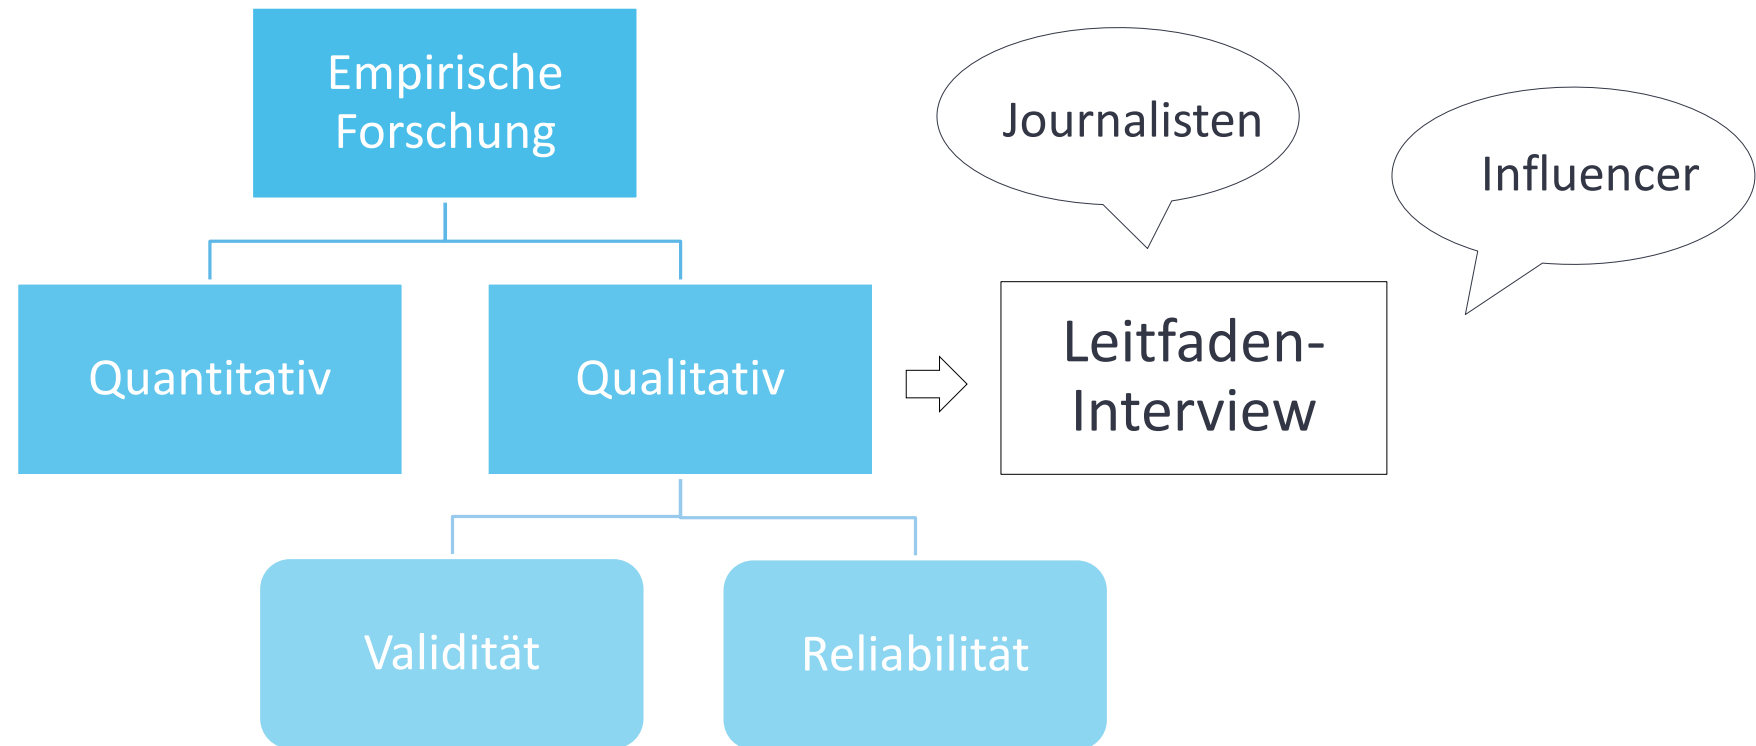 Empirische
Forschung
Journalisten
Influencer
Quantitativ
Qualitativ
Leitfaden-
Interview
Validität
Reliabilität